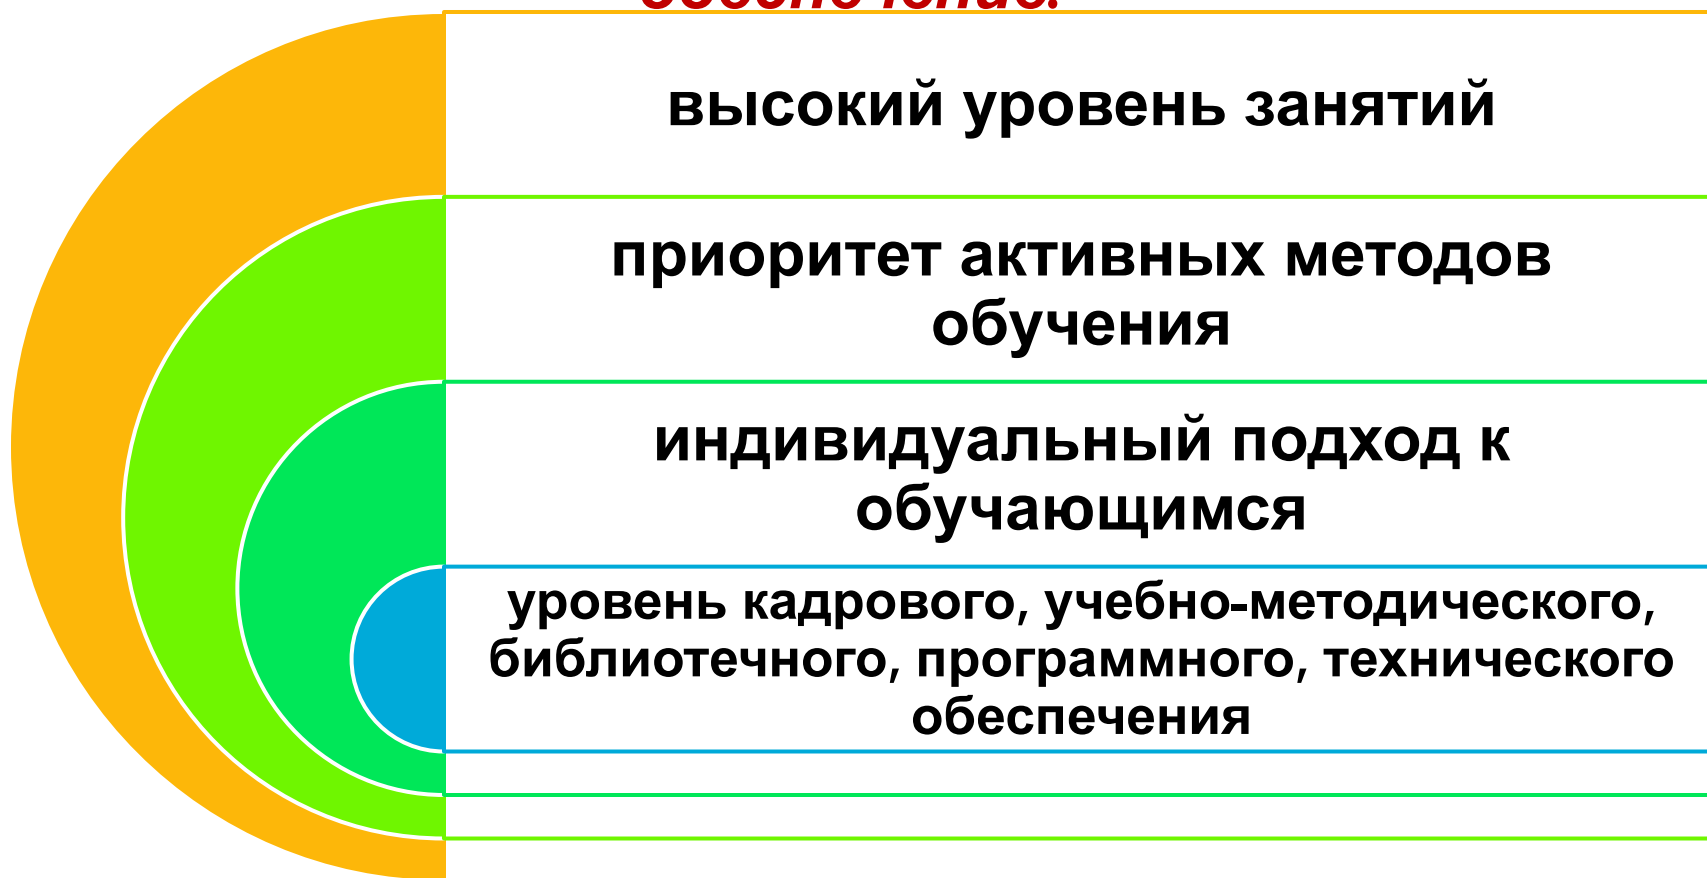 высокий уровень занятий
приоритет активных методов
обучения
индивидуальный подход к
обучающимся
уровень кадрового, учебно-методического,
библиотечного, программного, технического
обеспечения